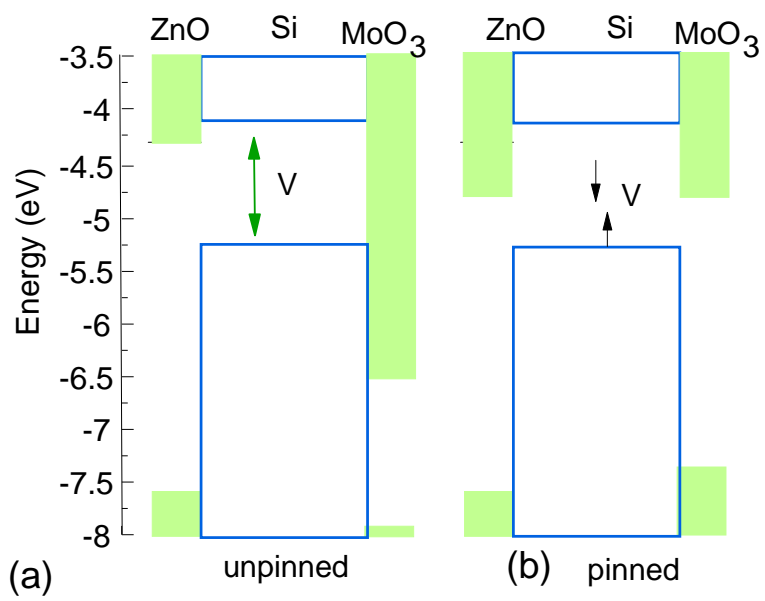 ZnO Si MoO3
-3.5
-4
-4.5
-5
-5.5
-6
-6.5
-7
-7.5
-8
Energy (eV)
V
(a)
unpinned
ZnO Si MoO3
V
(b)
pinned